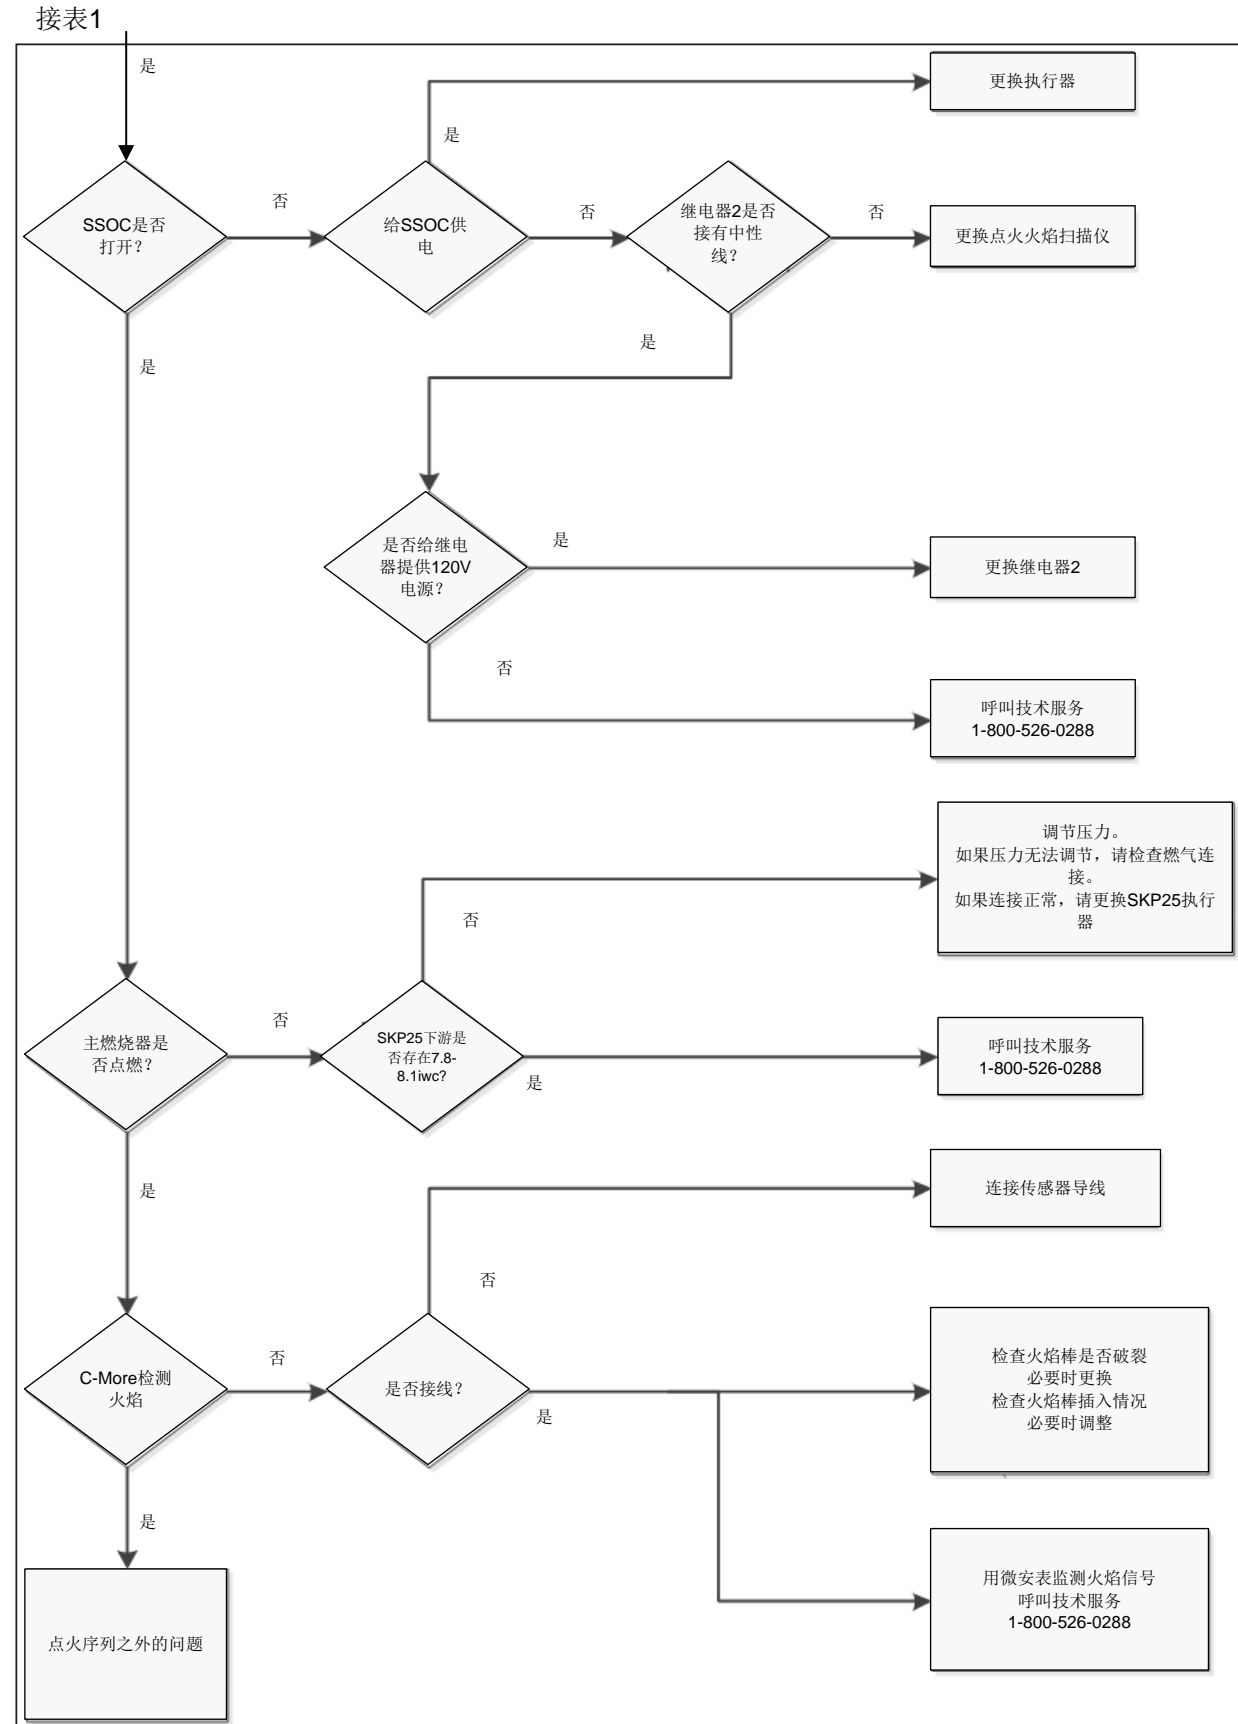 接表1
是
更换执行器
是
SSOC是否
打开？
否
给SSOC供
电
否
继电器2是否
接有中性
线？
否
更换点火火焰扫描仪
是
是
是否给继电
器提供120V
电源？
是
更换继电器2
否
呼叫技术服务
1-800-526-0288
调节压力。
如果压力无法调节，请检查燃气连
接。
如果连接正常，请更换SKP25执行
器
否
主燃烧器是
否点燃？
否
SKP25下游是
否存在7.8-
8.1iwc?
是
呼叫技术服务
1-800-526-0288
是
连接传感器导线
否
C-More检测
火焰
否
是否接线？
是
检查火焰棒是否破裂
必要时更换
检查火焰棒插入情况
必要时调整
是
点火序列之外的问题
用微安表监测火焰信号
呼叫技术服务
1-800-526-0288